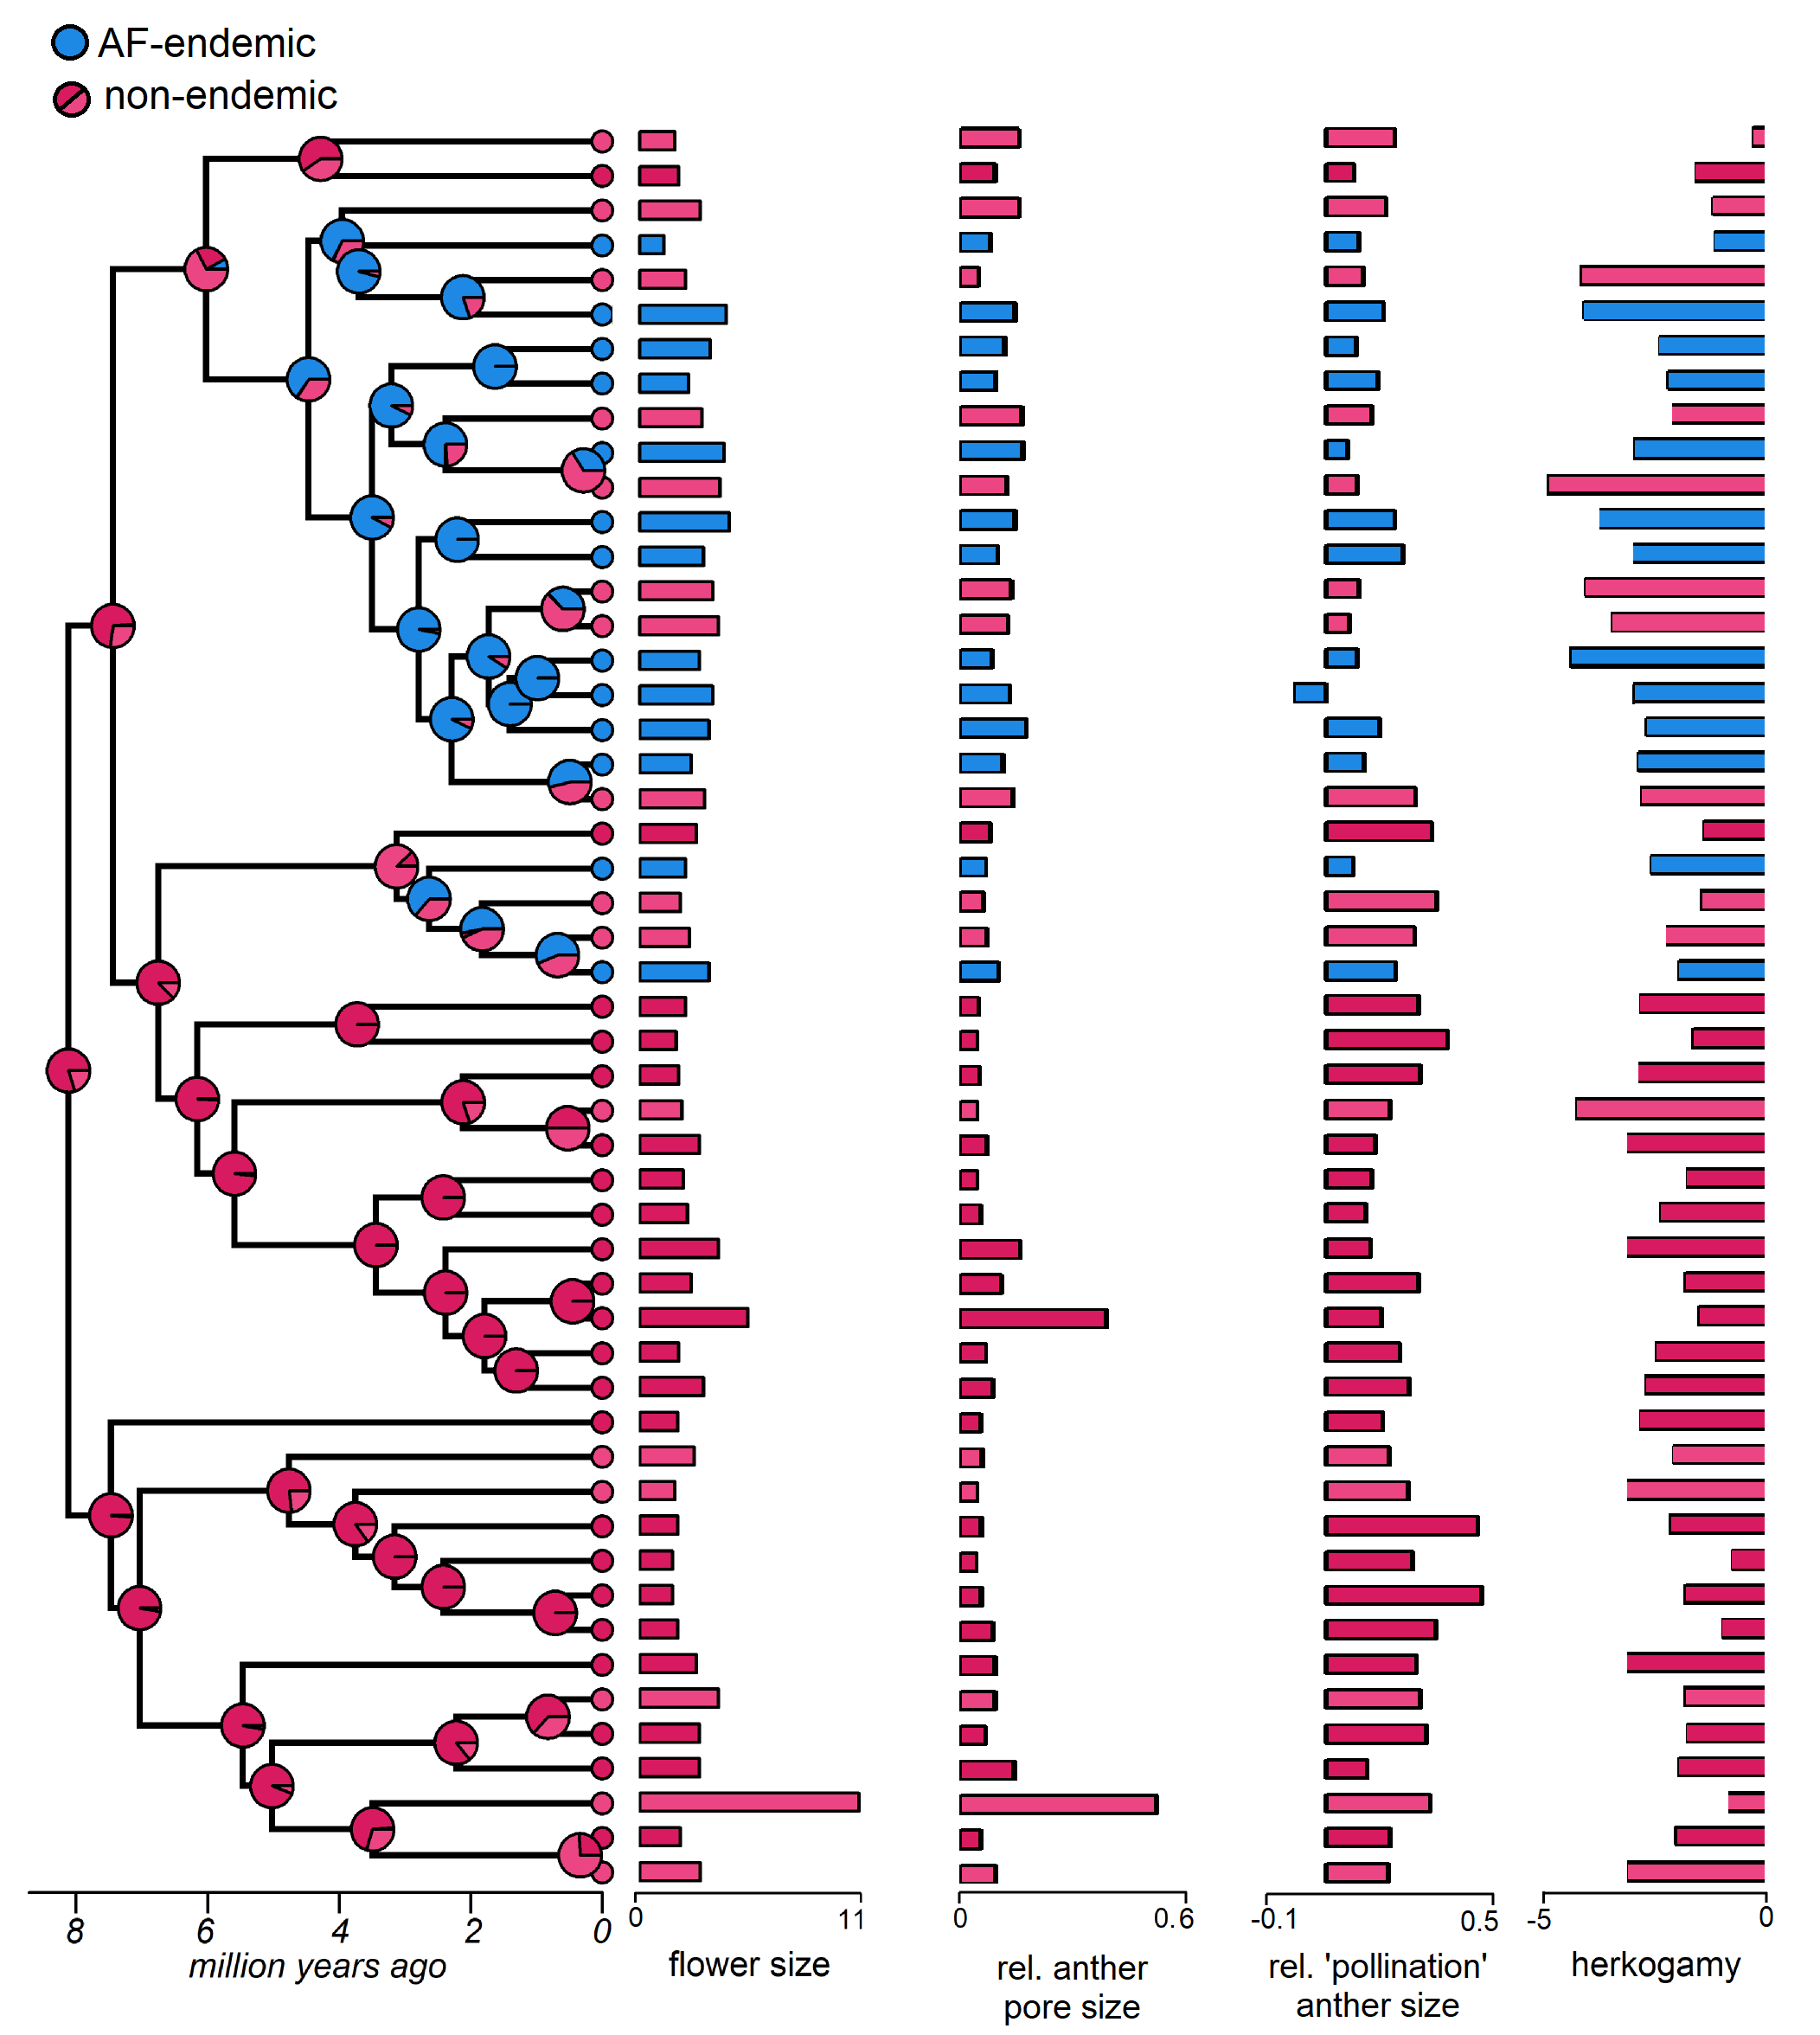 AF-endemic
non-endemic
8 6 4 2 0
million years ago
0 11
flower size
0 0.6
rel. anther
pore size
-0.1 0.5
rel. 'pollination'
anther size
-5 0
herkogamy